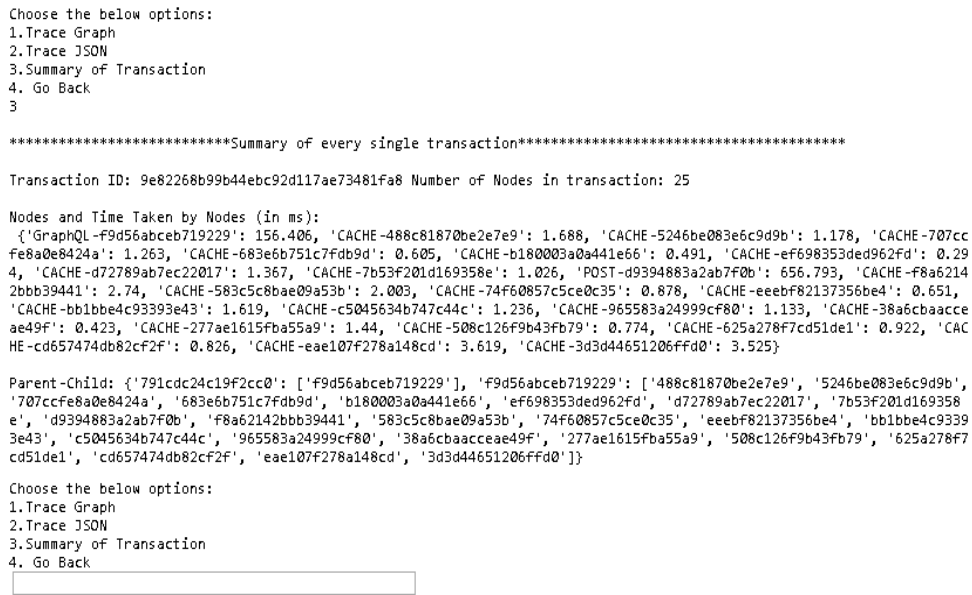 Choose the below options:
1.Trace Graph
2.Trace JSON
3.Summary of Transaction
4. Go Back
3
***************************Summary of every single transaction****************************************
Transaction ID: 9e82268b99b44ebc92d117ae73481fa8 Number of Nodes in transaction: 25
Nodes and Time Taken by Nodes (in ms):
{'GraphQL-f9d56abceb719229': 156.406, 'CACHE-488c81870be2e7e9': 1.688, 'CACHE-5246be083e6c9d9b': 1.178, 'CACHE-707cc
fe8a0e8424a': 1.263, 'CACHE-683e6b751c7fdb9d': 0.605, 'CACHE-b180003a0a441e66': 0.491, 'CACHE-ef698353ded962fd': 0.29
4, 'CACHE-d72789ab7ec22017': 1.367, 'CACHE-7b53f201d169358e': 1.026, 'POST-d9394883a2ab7f0b': 656.793, 'CACHE-f8a6214
2bbb39441': 2.74, 'CACHE-583c5c8bae09a53b': 2.003, 'CACHE-74f60857c5ce0c35': 0.878, 'CACHE-eeebf82137356be4': 0.651,
'CACHE-bb1bbe4c93393e43': 1.619, 'CACHE-c5045634b747c44c': 1.236, 'CACHE-965583a24999cf80': 1.133, 'CACHE-38a6cbaacce
ae49f': 0.423, 'CACHE-277ae1615fba55a9': 1.44, 'CACHE-508c126f9b43fb79': 0.774, 'CACHE-625a278f7cd51de1': 0.922, 'CAC
HE-cd657474db82cf2f': 0.826, 'CACHE-eae107f278a148cd': 3.619, 'CACHE-3d3d44651206ffd0': 3.525}
Parent-Child: {'791cdc24c19f2cc0': ['f9d56abceb719229'], 'f9d56abceb719229': ['488c81870be2e7e9', '5246be083e6c9d9b',
'707ccfe8a0e8424a', '683e6b751c7fdb9d', 'b180003a0a441e66', 'ef698353ded962fd', 'd72789ab7ec22017', '7b53f201d169358
e', 'd9394883a2ab7f0b', 'f8a62142bbb39441', '583c5c8bae09a53b', '74f60857c5ce0c35', 'eeebf82137356be4', 'bb1bbe4c9339
3e43', 'c5045634b747c44c', '965583a24999cf80', '38a6cbaacceae49f', '277ae1615fba55a9', '508c126f9b43fb79', '625a278f7
cd51de1', 'cd657474db82cf2f', 'eae107f278a148cd', '3d3d44651206ffd0']}
Choose the below options:
1.Trace Graph
2.Trace JSON
3.Summary of Transaction
4. Go Back